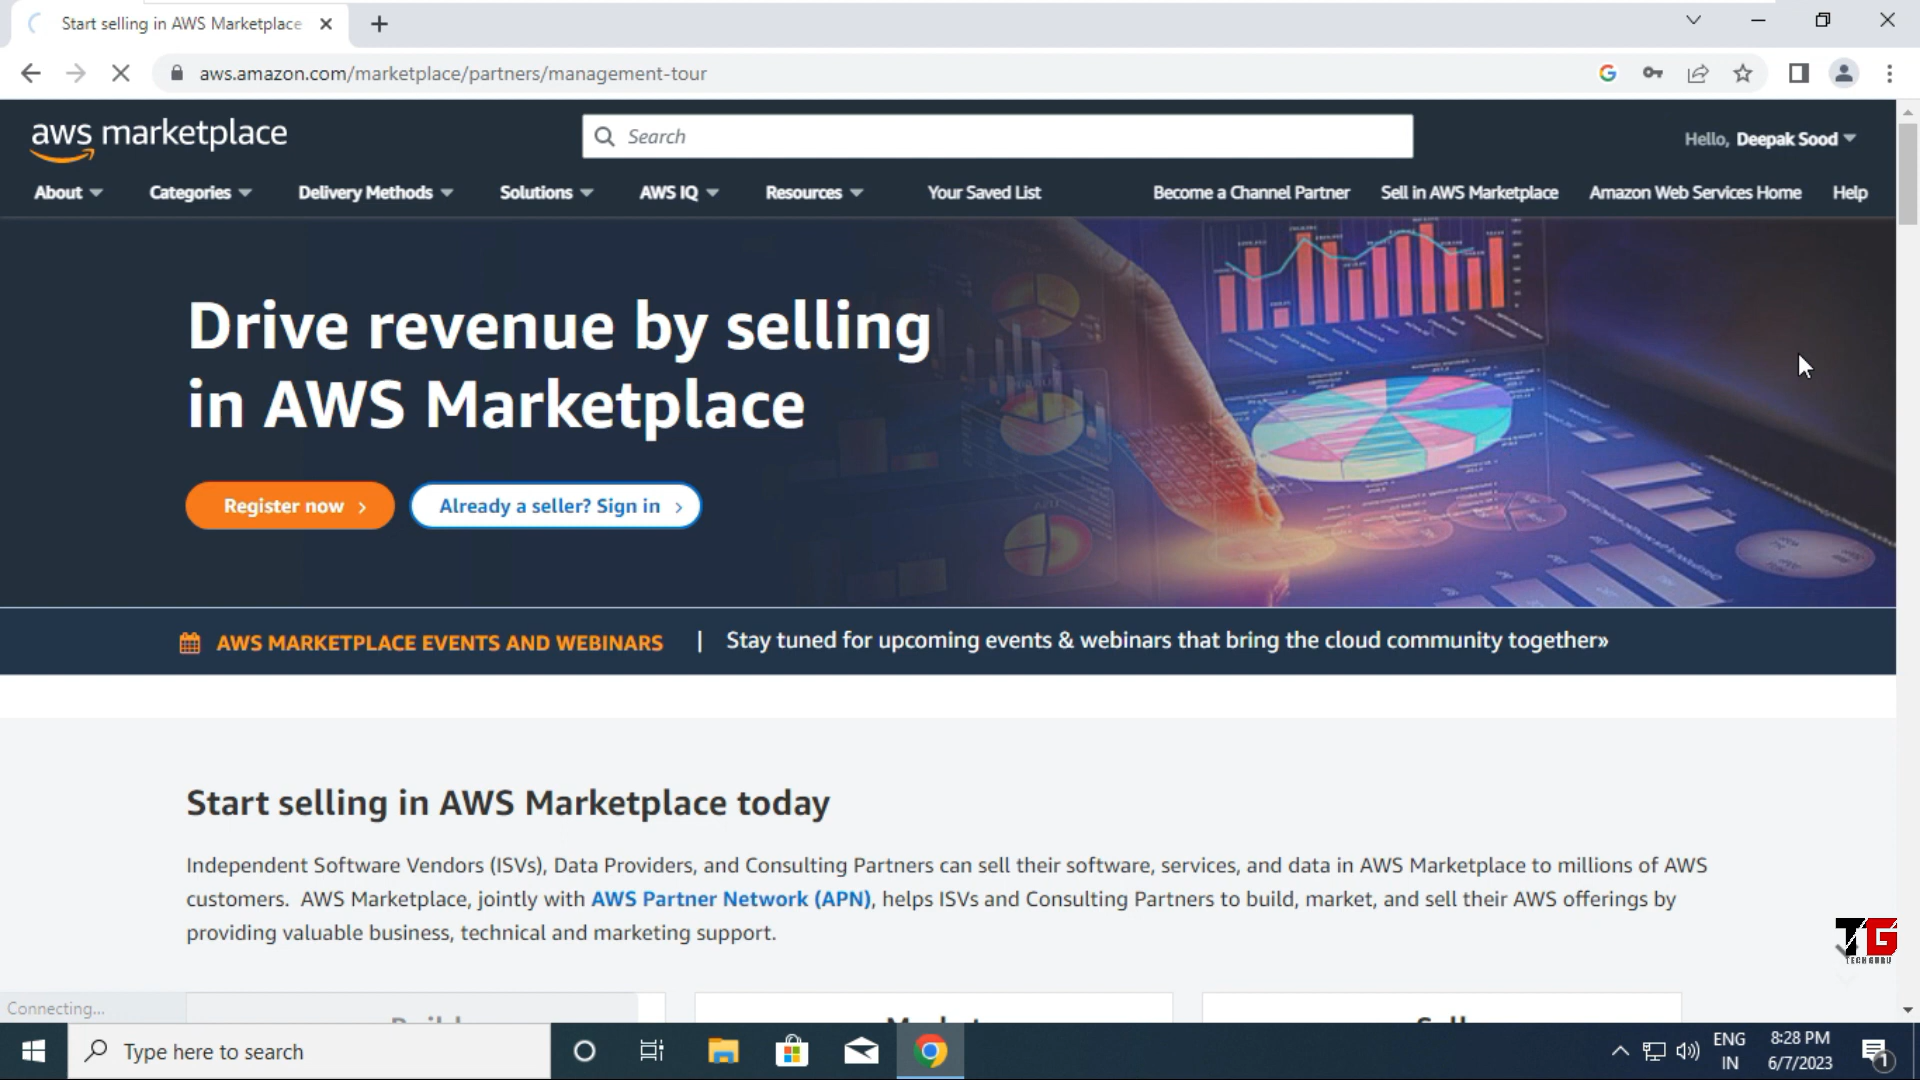 Start selling in AWS Marketplace
aws.amazon.com/marketplace/partners/management-tour
aws marketplace
Search
Hello, Deepak Sood
About
Categories
Delivery Methods
Solutions
AWS IQ
Resources
Your Saved List
Become a Channel Partner
Sell in AWS Marketplace
Amazon Web Services Home
Help
Drive revenue by selling
in AWS Marketplace
Register now
Already a seller? Sign in
AWS MARKETPLACE EVENTS AND WEBINARS | Stay tuned for upcoming events & webinars that bring the cloud community together»
Start selling in AWS Marketplace today
Independent Software Vendors (ISVs), Data Providers, and Consulting Partners can sell their software, services, and data in AWS Marketplace to millions of AWS
customers. AWS Marketplace, jointly with AWS Partner Network (APN), helps ISVs and Consulting Partners to build, market, and sell their AWS offerings by
providing valuable business, technical and marketing support.
TG
TECH GURU
Connecting...
Build
Market
Sell
Type here to search
ENG
IN
8:28 PM
6/7/2023
1